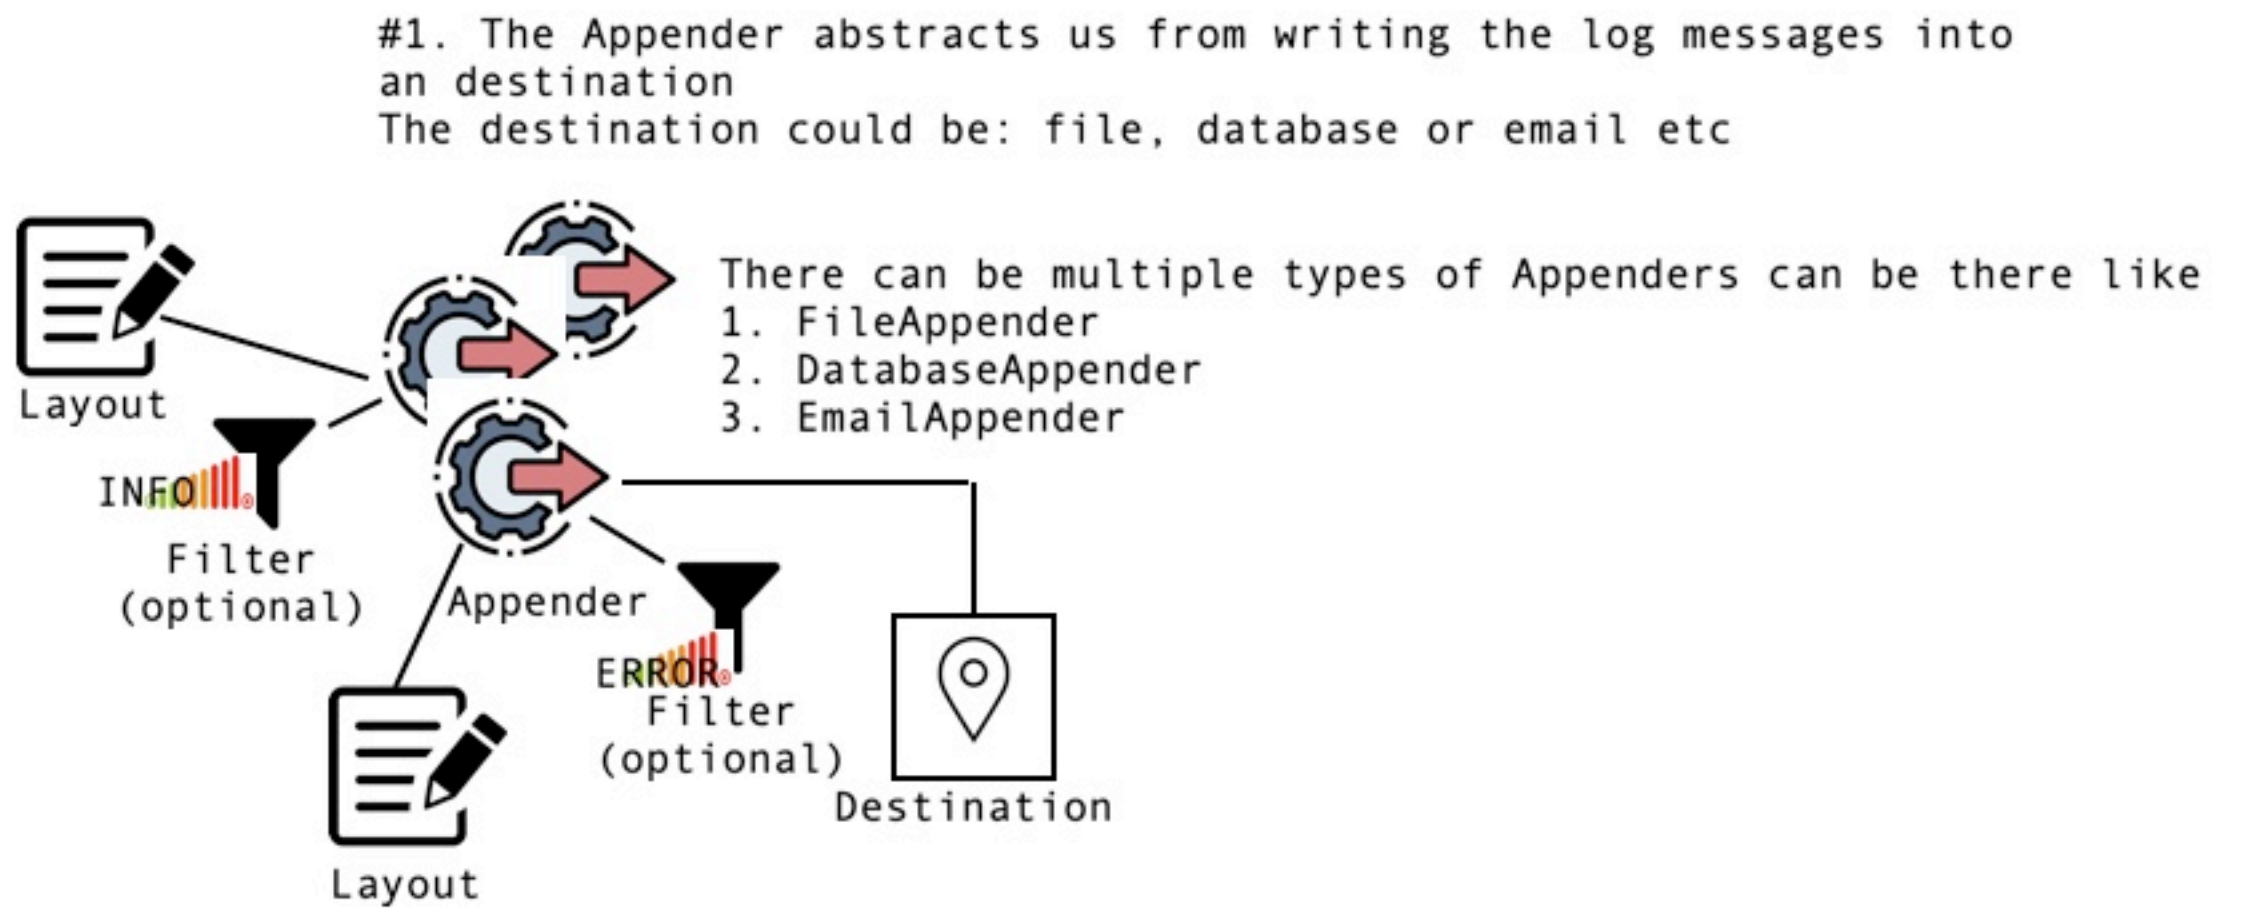 #1. The Appender abstracts us from writing the log messages into
an destination
The destination could be: file, database or email etc
There can be multiple types of Appenders can be there like
1. FileAppender
2. DatabaseAppender
3. EmailAppender
Layout
INFO
Filter
(optional)
Appender
ERROR
Filter
(optional)
Destination
Layout